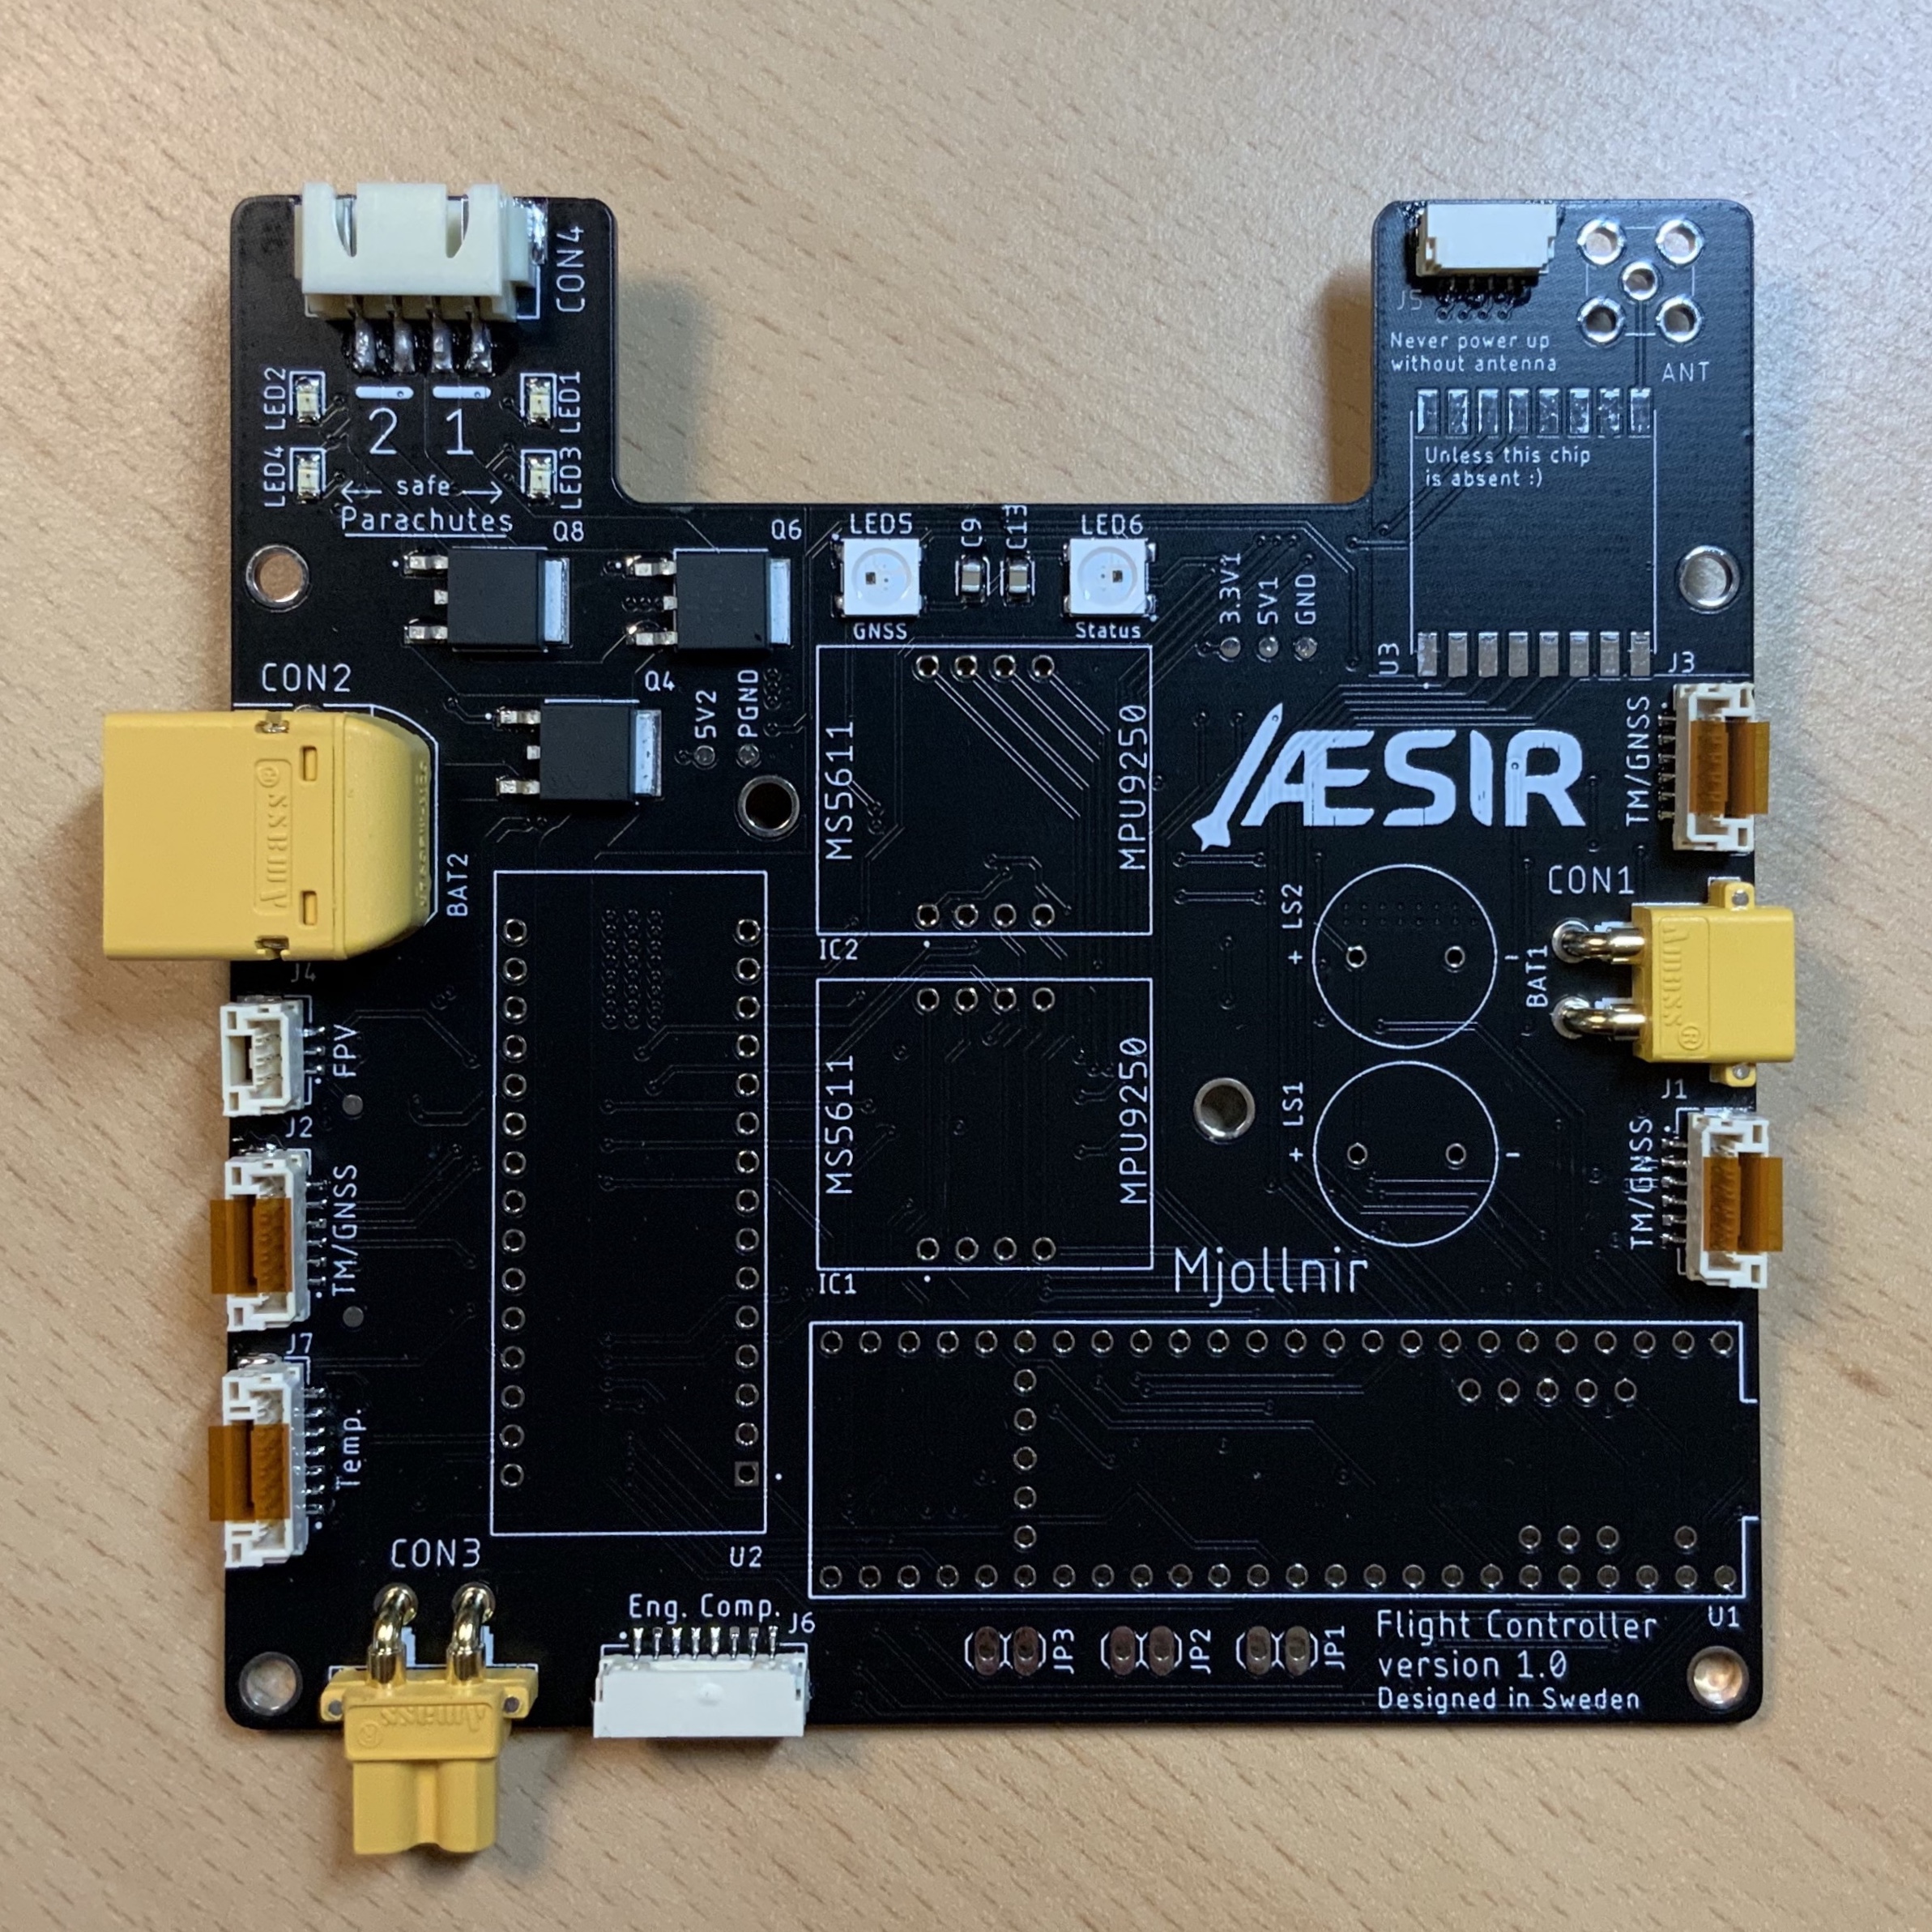 CON4
J5
Never power up
without antenna
ANT
LED2
LED1
2 1
LED4
LED3
safe
Parachutes
Unless this chip
is absent :)
Q8
Q6
LED5
C9
C13
LED6
GNSS
Status
3.3V1
5V1
GND
U3
J3
CON2
Q4
5V2
PGND
TM/GNSS
ÆSIR
MS5611
MPU9250
Amass
BAT2
CON1
IC2
+ LS2 -
BAT1
Amass
J4
FPV
J1
J2
MS5611
MPU9250
+ LS1 -
TM/GNSS
TM/GNSS
IC1
Mjollnir
J7
Temp.
CON3
U2
Eng. Comp.
J6
U1
JP3
JP2
JP1
Flight Controller
version 1.0
Designed in Sweden
Amass